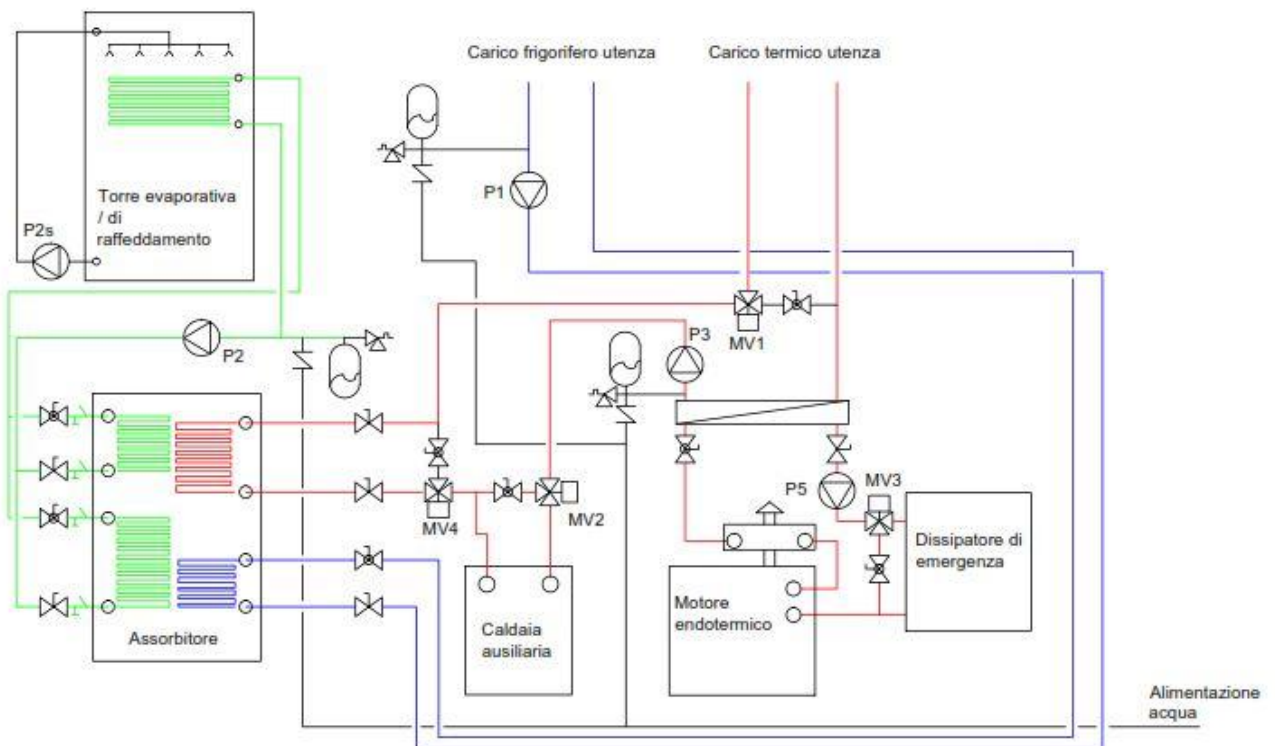 Carico frigorifero utenza
Carico termico utenza
Torre evaporativa
/ di
raffeddamento
P2s
P1
P2
P3
MV1
MV4
MV2
P5
MV3
Dissipatore di
emergenza
Motore
endotermico
Caldaia
ausiliaria
Assorbitore
Alimentazione
acqua